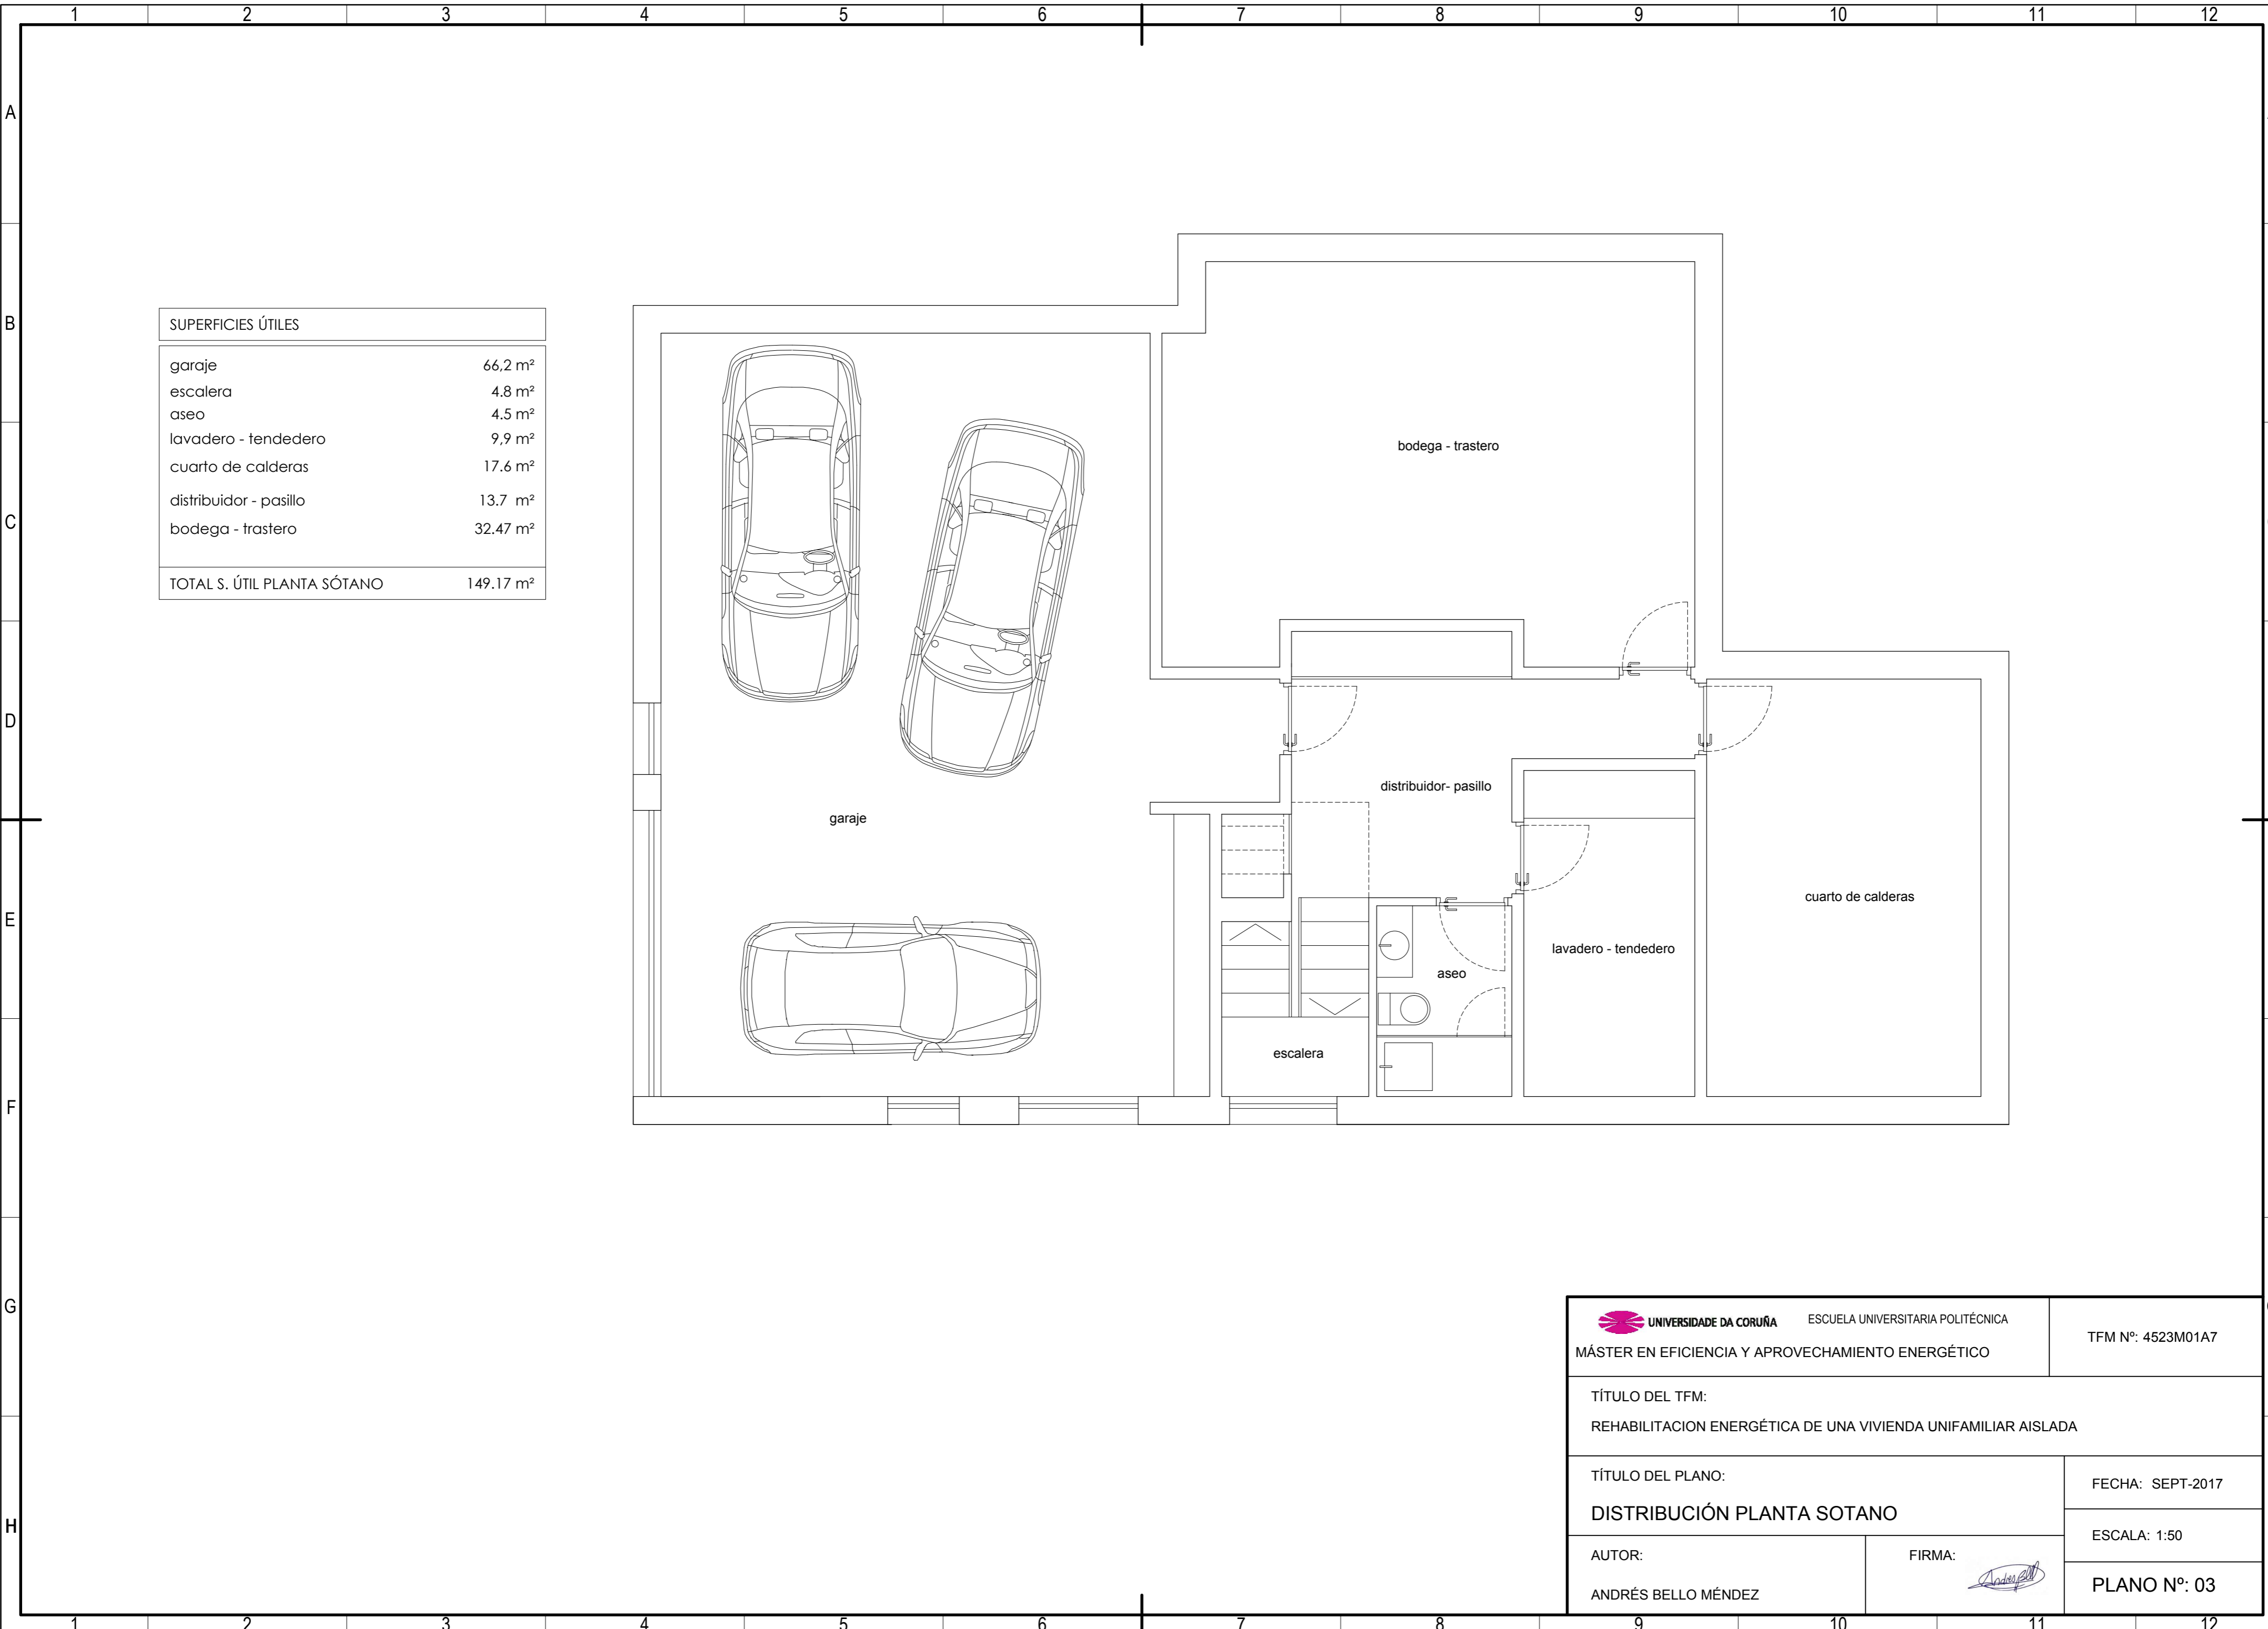 1 2 3 4 5 6 7 8 9 10 11 12
A
B
C
D
E
F
G
H
SUPERFICIES ÚTILES
garaje 66,2 m²
escalera 4.8 m²
aseo 4.5 m²
lavadero - tendedero 9,9 m²
cuarto de calderas 17.6 m²
distribuidor - pasillo 13.7 m²
bodega - trastero 32.47 m²
TOTAL S. ÚTIL PLANTA SÓTANO 149.17 m²
bodega - trastero
distribuidor- pasillo
garaje
cuarto de calderas
lavadero - tendedero
aseo
escalera
UNIVERSIDADE DA CORUÑA ESCUELA UNIVERSITARIA POLITÉCNICA
MÁSTER EN EFICIENCIA Y APROVECHAMIENTO ENERGÉTICO
TFM Nº: 4523M01A7
TÍTULO DEL TFM:
REHABILITACION ENERGÉTICA DE UNA VIVIENDA UNIFAMILIAR AISLADA
TÍTULO DEL PLANO:
DISTRIBUCIÓN PLANTA SOTANO
FECHA: SEPT-2017
ESCALA: 1:50
AUTOR:
ANDRÉS BELLO MÉNDEZ
FIRMA:
Andrés Bello
PLANO Nº: 03
1 2 3 4 5 6 7 8 9 10 11 12